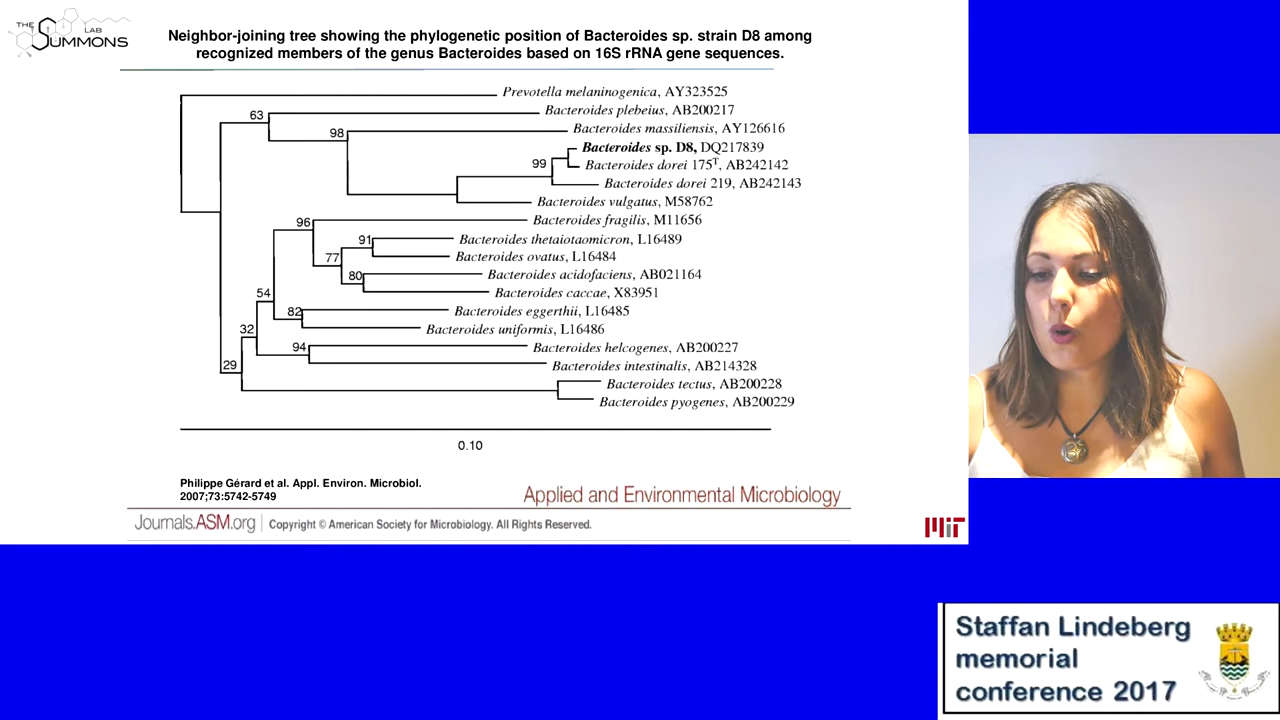 THE
LAB
SUMMONS
Neighbor-joining tree showing the phylogenetic position of Bacteroides sp. strain D8 among
recognized members of the genus Bacteroides based on 16S rRNA gene sequences.
Prevotella melaninogenica, AY323525
63
Bacteroides plebeius, AB200217
98
Bacteroides massiliensis, AY126616
Bacteroides sp. D8, DQ217839
99
Bacteroides dorei 175T, AB242142
Bacteroides dorei 219, AB242143
Bacteroides vulgatus, M58762
96
Bacteroides fragilis, M11656
91
Bacteroides thetaiotaomicron, L16489
77
Bacteroides ovatus, L16484
80
Bacteroides acidofaciens, AB021164
54
Bacteroides caccae, X83951
82
Bacteroides eggerthii, L16485
32
Bacteroides uniformis, L16486
94
Bacteroides helcogenes, AB200227
29
Bacteroides intestinalis, AB214328
Bacteroides tectus, AB200228
Bacteroides pyogenes, AB200229
0.10
Philippe Gérard et al. Appl. Environ. Microbiol.
2007;73:5742-5749
Applied and Environmental Microbiology
Journals.ASM.org | Copyright © American Society for Microbiology. All Rights Reserved.
MIT
Staffan Lindeberg
memorial
conference 2017